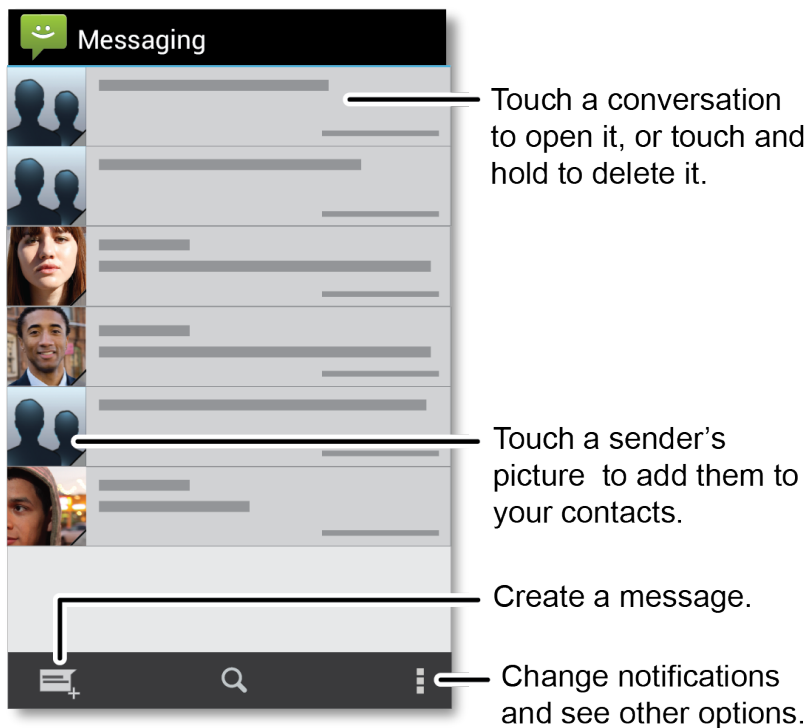 Messaging
Touch a conversation
to open it, or touch and
hold to delete it.
Touch a sender’s
picture  to add them to
your contacts.
Create a message.
Change notifications
and see other options.